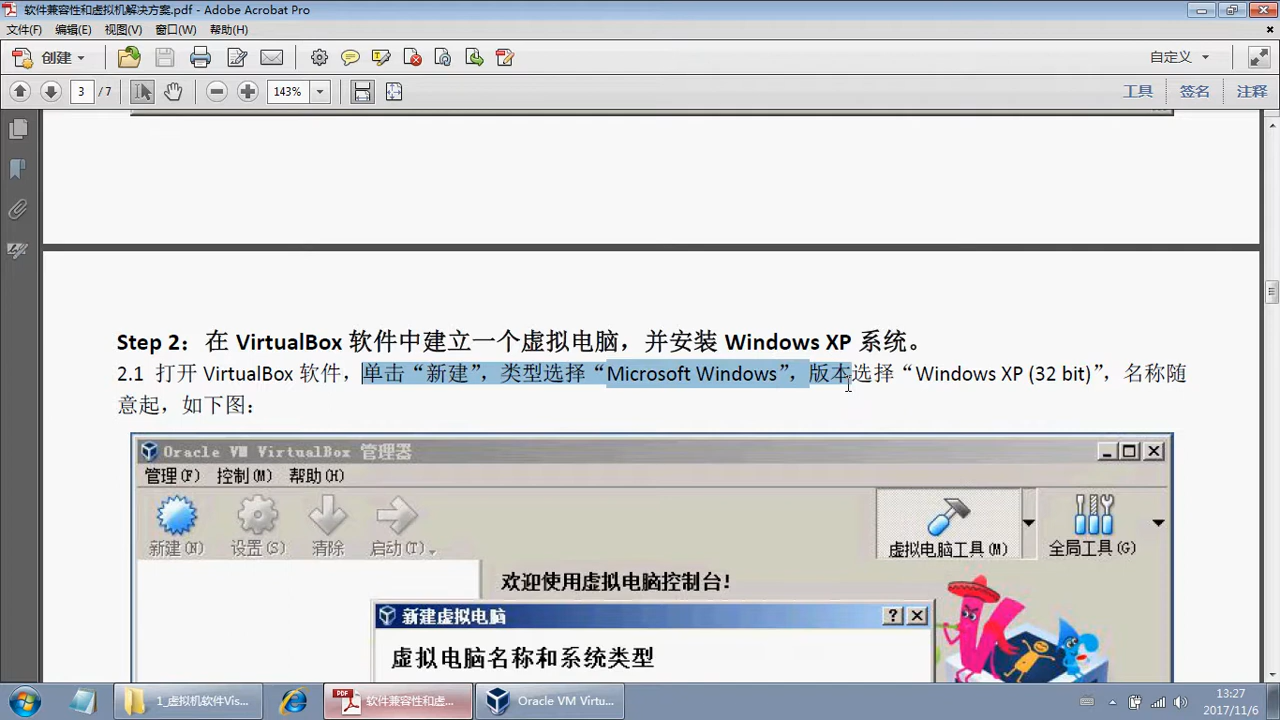 软件兼容性和虚拟机解决方案.pdf - Adobe Acrobat Pro
文件(F) 编辑(E) 视图(V) 窗口(W) 帮助(H)
创建 自定义
3 / 7 143% 工具 签名 注释
Step 2：在 VirtualBox 软件中建立一个虚拟电脑，并安装 Windows XP 系统。
2.1 打开 VirtualBox 软件，单击“新建”，类型选择“Microsoft Windows”，版本选择“Windows XP (32 bit)”，名称随
意起，如下图：
Oracle VM VirtualBox 管理器
管理(F) 控制(M) 帮助(H)
新建(N) 设置(S) 清除 启动(T) 虚拟电脑工具(M) 全局工具(G)
欢迎使用虚拟电脑控制台!
新建虚拟电脑
虚拟电脑名称和系统类型
1_虚拟机软件Vis... 软件兼容性和虚... Oracle VM Virtu...
13:27
2017/11/6